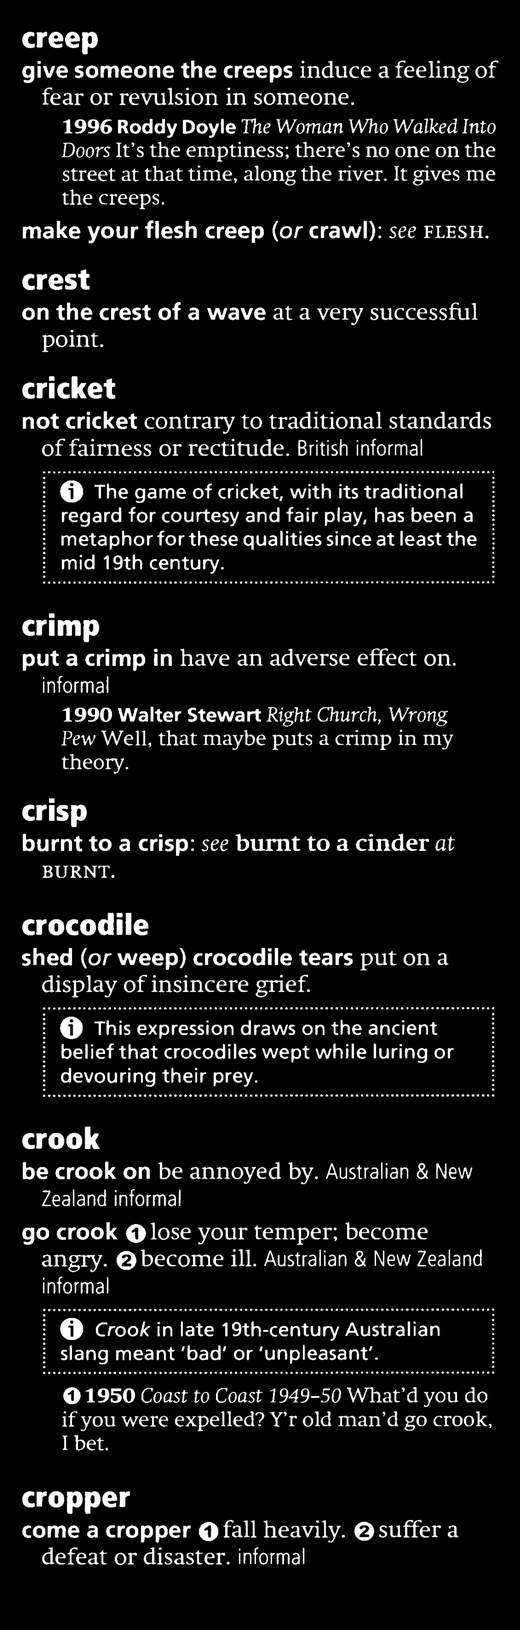 creep
give someone the creeps induce a feeling of
fear or revulsion in someone.
1996 Roddy Doyle The Woman Who Walked Into
Doors It's the emptiness; there's no one on the
street at that time, along the river. It gives me
the creeps.
make your flesh creep (or crawl): see FLESH.
crest
on the crest of a wave at a very successful
point.
cricket
not cricket contrary to traditional standards
of fairness or rectitude. British informal
i The game of cricket, with its traditional
regard for courtesy and fair play, has been a
metaphor for these qualities since at least the
mid 19th century.
crimp
put a crimp in have an adverse effect on.
informal
1990 Walter Stewart Right Church, Wrong
Pew Well, that maybe puts a crimp in my
theory.
crisp
burnt to a crisp: see burnt to a cinder at
BURNT.
crocodile
shed (or weep) crocodile tears put on a
display of insincere grief.
i This expression draws on the ancient
belief that crocodiles wept while luring or
devouring their prey.
crook
be crook on be annoyed by. Australian & New
Zealand informal
go crook ❶ lose your temper; become
angry. ❷ become ill. Australian & New Zealand
informal
i Crook in late 19th-century Australian
slang meant 'bad' or 'unpleasant'.
❶ 1950 Coast to Coast 1949–50 What'd you do
if you were expelled? Y'r old man'd go crook,
I bet.
cropper
come a cropper ❶ fall heavily. ❷ suffer a
defeat or disaster. informal